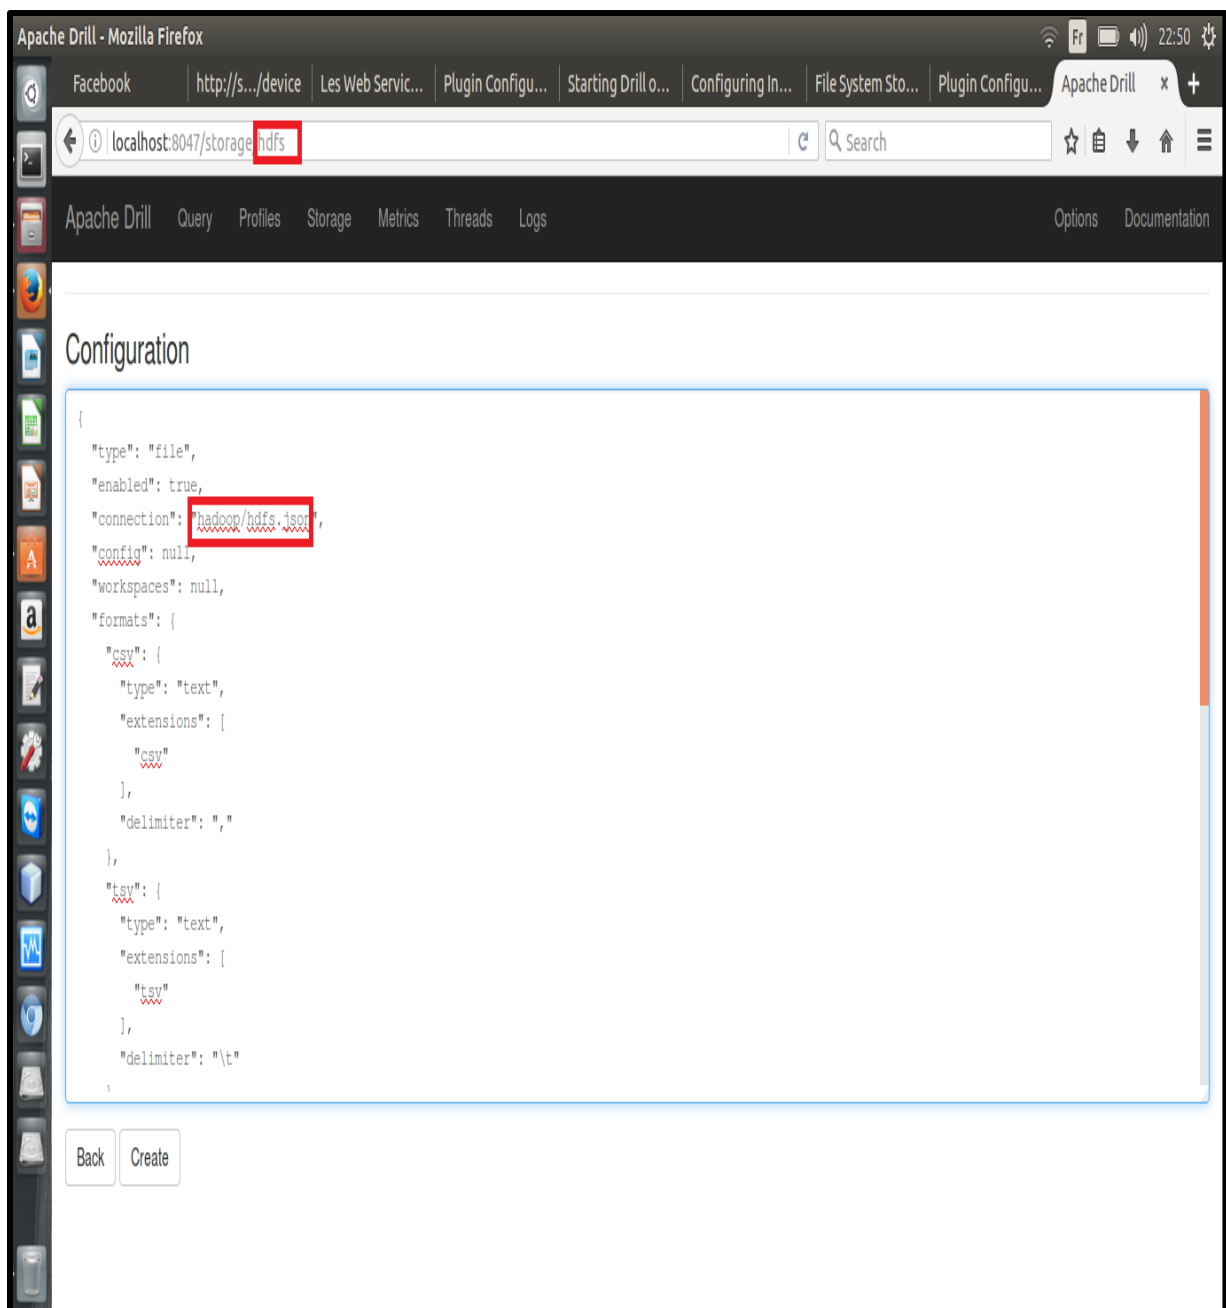 Apache Drill - Mozilla Firefox Fr 22:50
Facebook http://s.../device Les Web Servic... Plugin Configu... Starting Drill o... Configuring In... File System Sto... Plugin Configu... Apache Drill × +
localhost:8047/storage/hdfs Search
Apache Drill Query Profiles Storage Metrics Threads Logs Options Documentation
Configuration
{
"type": "file",
"enabled": true,
"connection": "hadoop/hdfs.json",
"config": null,
"workspaces": null,
"formats": {
"csv": {
"type": "text",
"extensions": [
"csv"
],
"delimiter": ","
},
"tsv": {
"type": "text",
"extensions": [
"tsv"
],
"delimiter": "\t"
Back Create